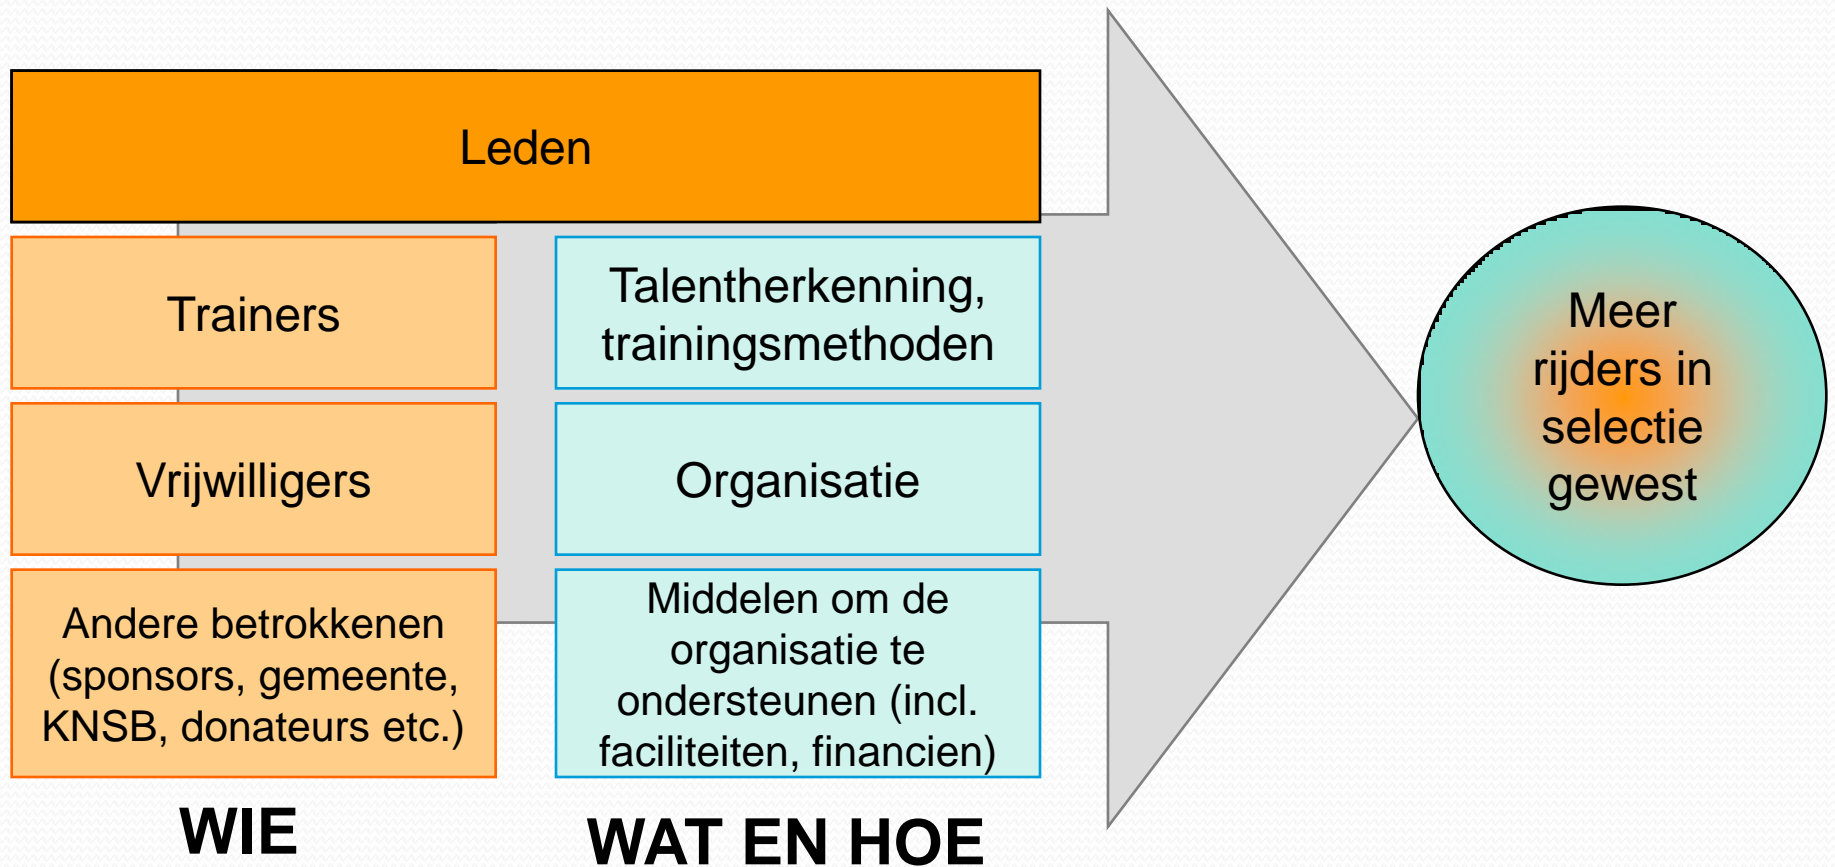 Leden
Trainers
Talentherkenning,
trainingsmethoden
Vrijwilligers
Organisatie
Andere betrokkenen
(sponsors, gemeente,
KNSB, donateurs etc.)
Middelen om de
organisatie te
ondersteunen (incl.
faciliteiten, financien)
WIE
WAT EN HOE
Meer
rijders in
selectie
gewest